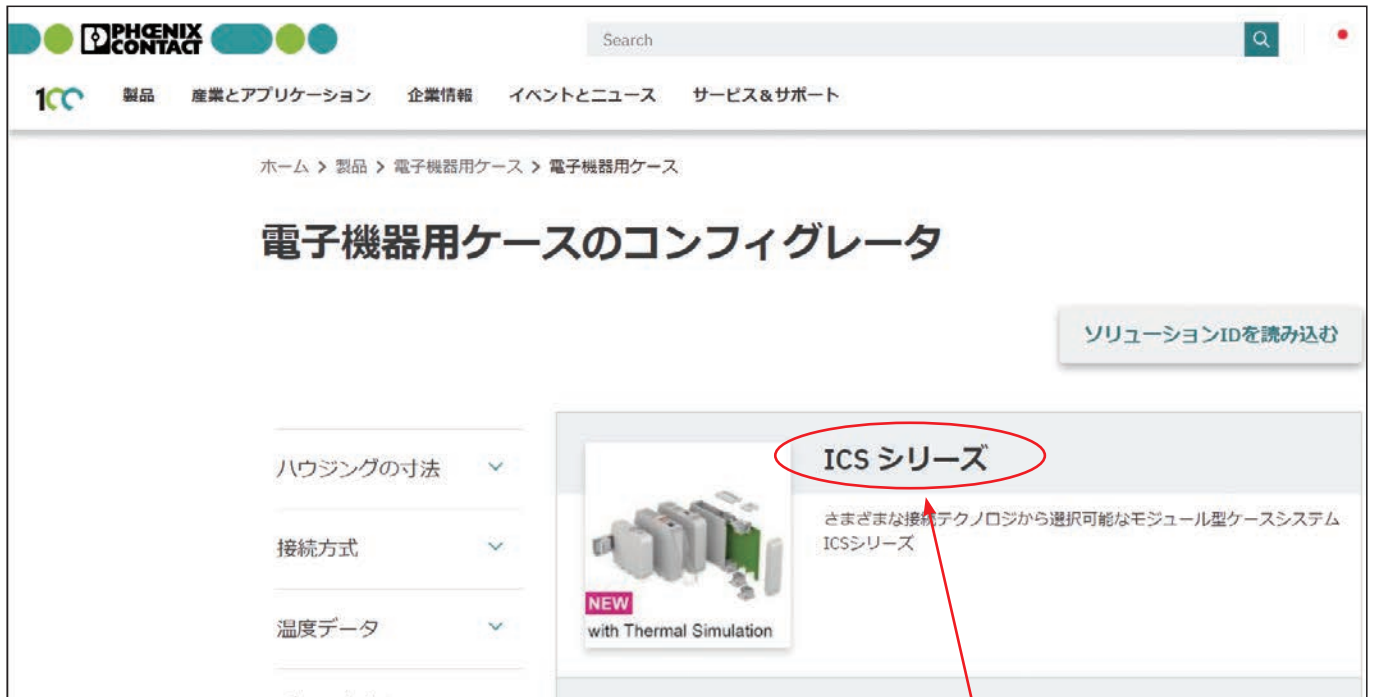 PHŒNIX
CONTACT
Search
100
製品 産業とアプリケーション 企業情報 イベントとニュース サービス&サポート
ホーム > 製品 > 電子機器用ケース > 電子機器用ケース
電子機器用ケースのコンフィグレータ
ソリューションIDを読み込む
ハウジングの寸法
接続方式
温度データ
ICS シリーズ
さまざまな接続テクノロジから選択可能なモジュール型ケースシステム
ICSシリーズ
NEW
with Thermal Simulation